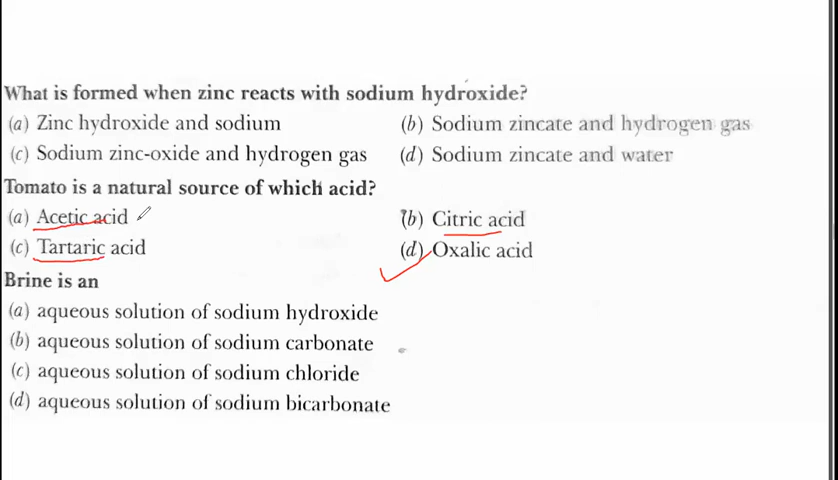 What is formed when zinc reacts with sodium hydroxide?
(a) Zinc hydroxide and sodium (b) Sodium zincate and hydrogen gas
(c) Sodium zinc-oxide and hydrogen gas (d) Sodium zincate and water
Tomato is a natural source of which acid?
(a) Acetic acid (b) Citric acid
(c) Tartaric acid (d) Oxalic acid
Brine is an
(a) aqueous solution of sodium hydroxide
(b) aqueous solution of sodium carbonate
(c) aqueous solution of sodium chloride
(d) aqueous solution of sodium bicarbonate